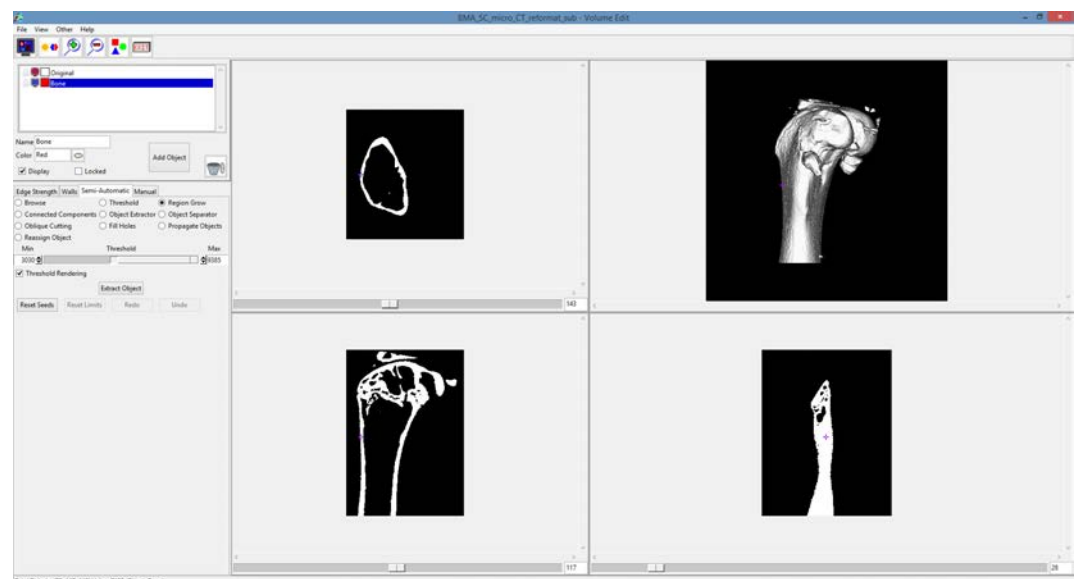 BMA_SC_micro_CT_reformat_sub - Volume Edit
File View Other Help
Original
Bone
Name Bone
Color Red
Add Object
Display Locked
Edge Strength Walls Semi-Automatic Manual
Browse Threshold Region Grow
Connected Components Object Extractor Object Separator
Oblique Cutting Fill Holes Propagate Objects
Reassign Object
Min Threshold Max
3030 9385
Threshold Rendering
Extract Object
Reset Seeds Reset Limits Redo Undo
143
117
28